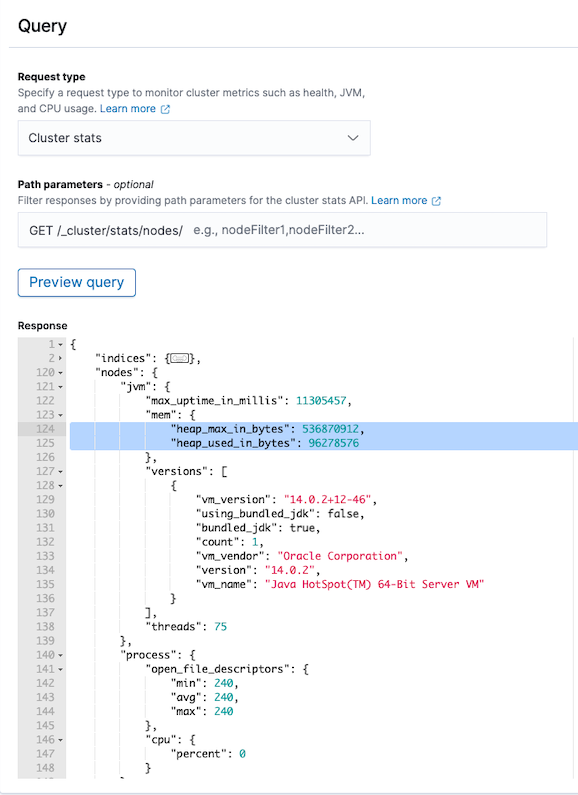 Query
Request type
Specify a request type to monitor cluster metrics such as health, JVM,
and CPU usage. Learn more
Cluster stats
Path parameters - optional
Filter responses by providing path parameters for the cluster stats API. Learn more
GET /_cluster/stats/nodes/ e.g., nodeFilter1,nodeFilter2...
Preview query
Response
1 {
2 "indices": {},
120 "nodes": {
121 "jvm": {
122 "max_uptime_in_millis": 11305457,
123 "mem": {
124 "heap_max_in_bytes": 536870912,
125 "heap_used_in_bytes": 96278576
126 },
127 "versions": [
128 {
129 "vm_version": "14.0.2+12-46",
130 "using_bundled_jdk": false,
131 "bundled_jdk": true,
132 "count": 1,
133 "vm_vendor": "Oracle Corporation",
134 "version": "14.0.2",
135 "vm_name": "Java HotSpot(TM) 64-Bit Server VM"
136 }
137 ],
138 "threads": 75
139 },
140 "process": {
141 "open_file_descriptors": {
142 "min": 240,
143 "avg": 240,
144 "max": 240
145 },
146 "cpu": {
147 "percent": 0
148 }